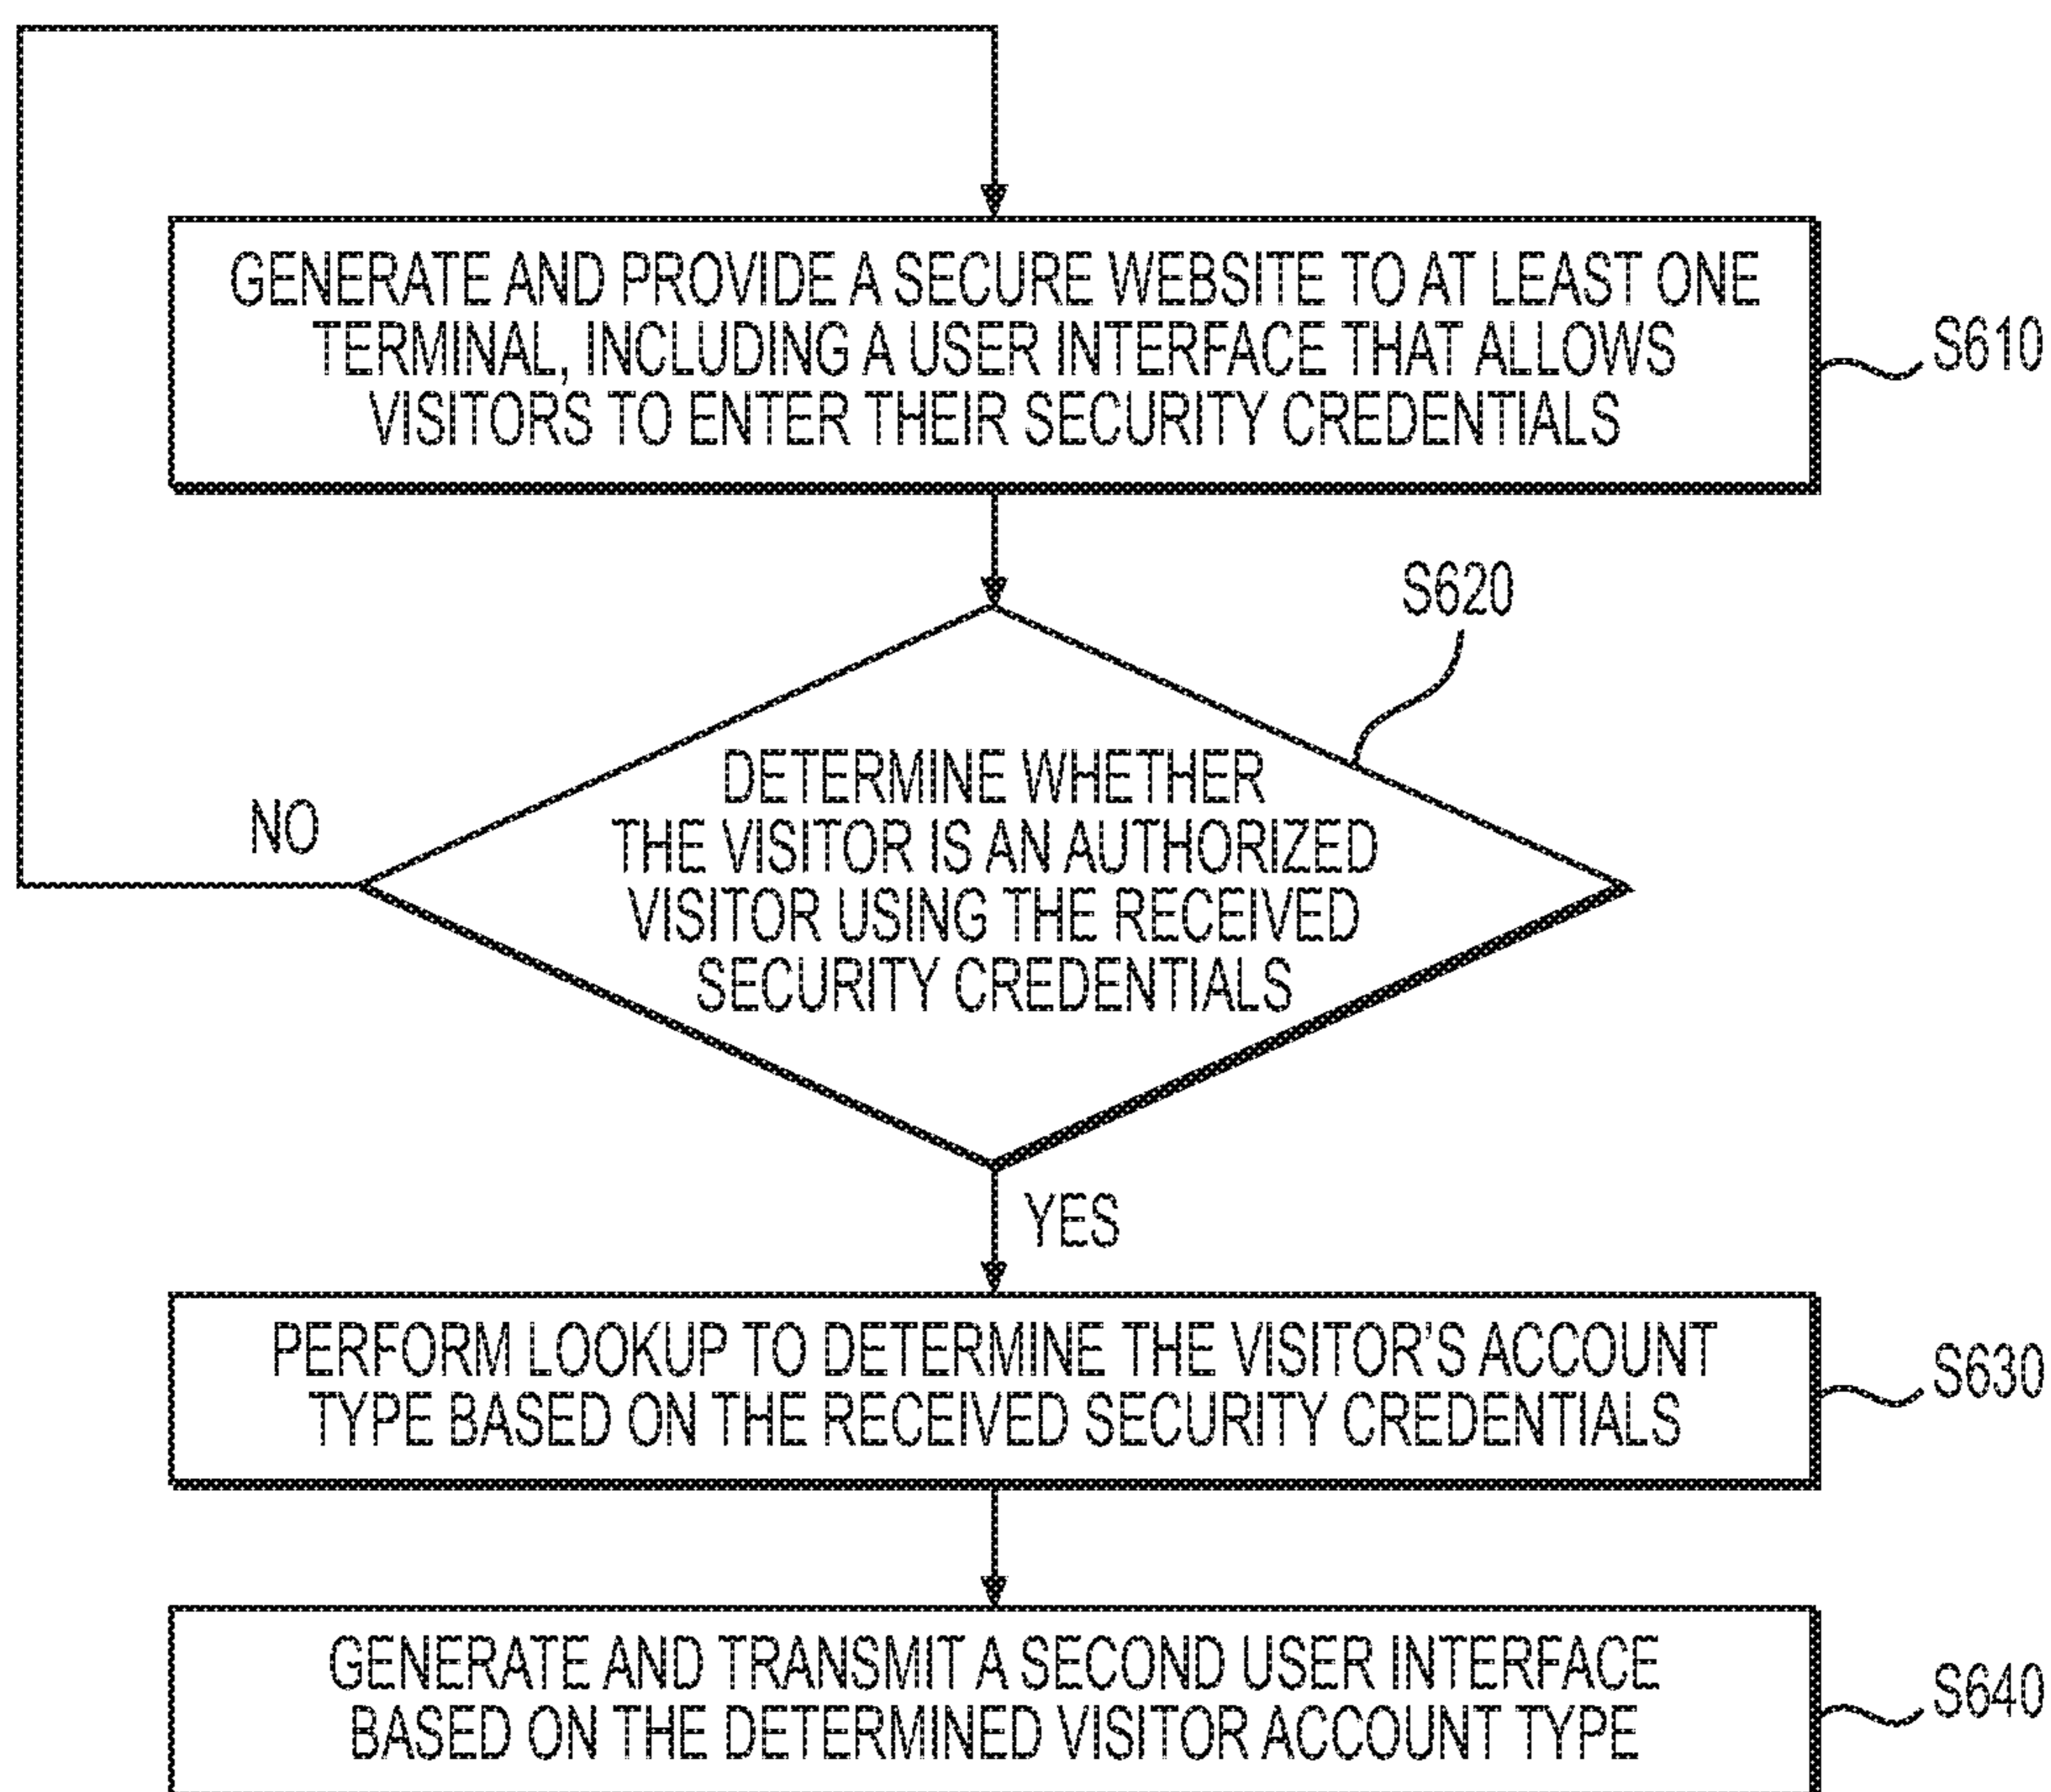 GENERATE AND PROVIDE A SECURE WEBSITE TO AT LEAST ONE
TERMINAL, INCLUDING A USER INTERFACE THAT ALLOWS
VISITORS TO ENTER THEIR SECURITY CREDENTIALS
S610
S620
DETERMINE WHETHER
THE VISITOR IS AN AUTHORIZED
VISITOR USING THE RECEIVED
SECURITY CREDENTIALS
NO
YES
PERFORM LOOKUP TO DETERMINE THE VISITOR'S ACCOUNT
TYPE BASED ON THE RECEIVED SECURITY CREDENTIALS
S630
GENERATE AND TRANSMIT A SECOND USER INTERFACE
BASED ON THE DETERMINED VISITOR ACCOUNT TYPE
S640